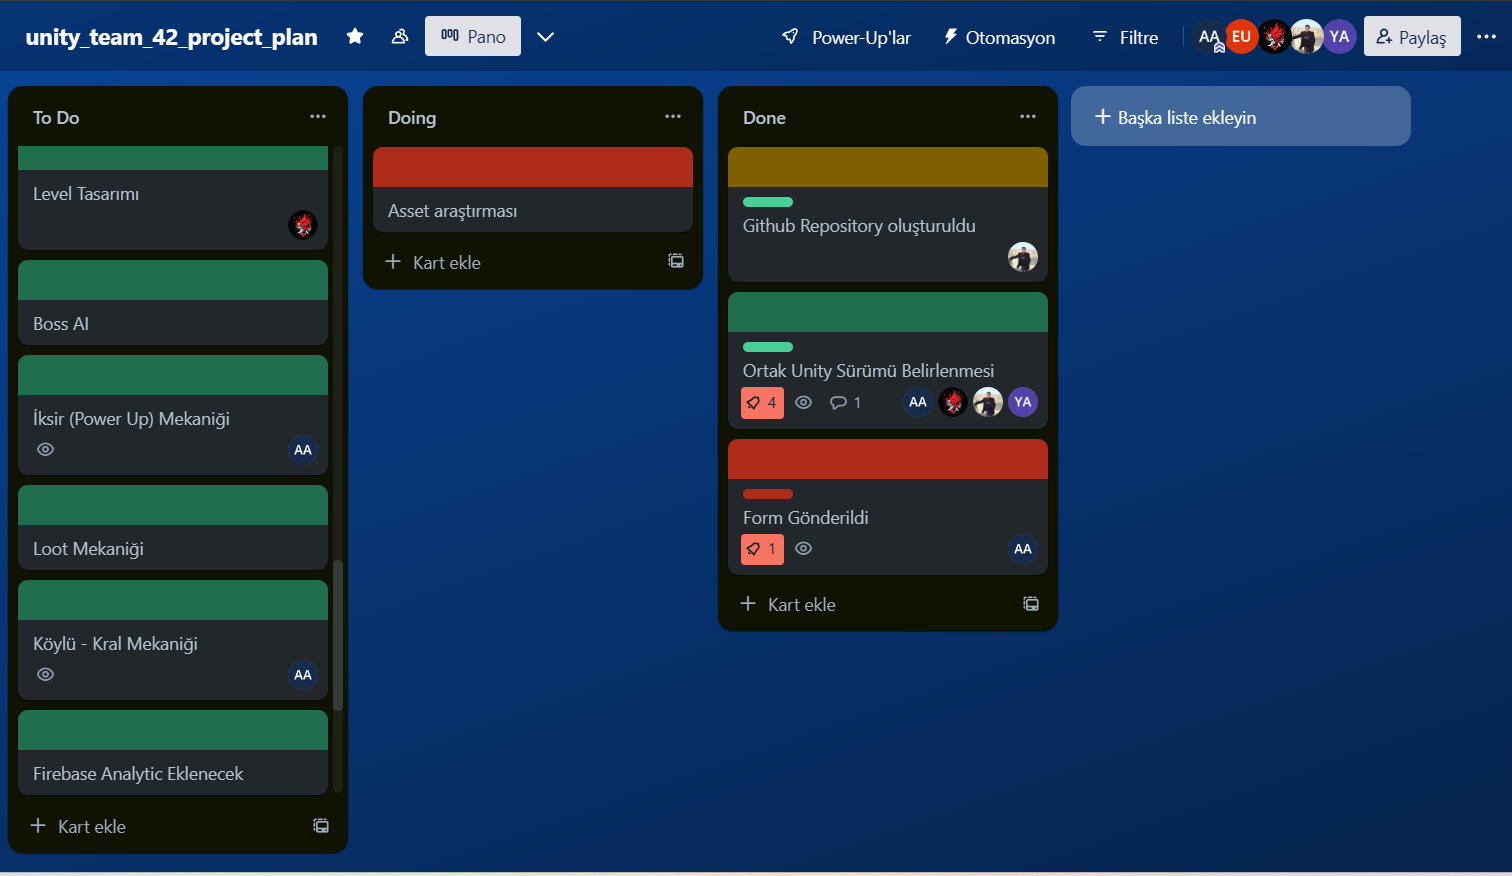 unity_team_42_project_plan
Pano
Power-Up'lar
Otomasyon
Filtre
AA
EU
YA
Paylaş
To Do
Level Tasarımı
Boss AI
İksir (Power Up) Mekaniği
AA
Loot Mekaniği
Köylü - Kral Mekaniği
AA
Firebase Analytic Eklenecek
Kart ekle
Doing
Asset araştırması
Kart ekle
Done
Github Repository oluşturuldu
Ortak Unity Sürümü Belirlenmesi
4
1
AA
YA
Form Gönderildi
1
AA
Kart ekle
Başka liste ekleyin